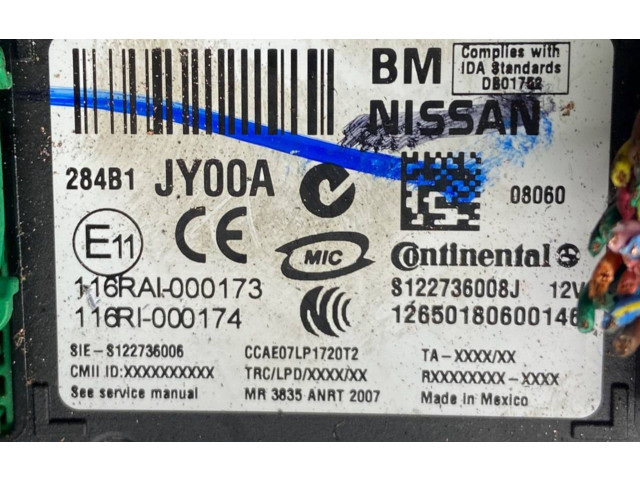 BM
Complies with
IDA Standards
DB01752
NISSAN
284B1 JY00A
08060
E11
CE
MIC
Continental
116RAI-000173
S122736008J 12V
116RI-000174
12650180600146
SIE-S122736006 CCAE07LP1720T2 TA-XXXX/XX
CMII ID:XXXXXXXXXX TRC/LPD/XXXX/XX RXXXXXXXX-XXXX
See service manual MR 3835 ANRT 2007 Made in Mexico